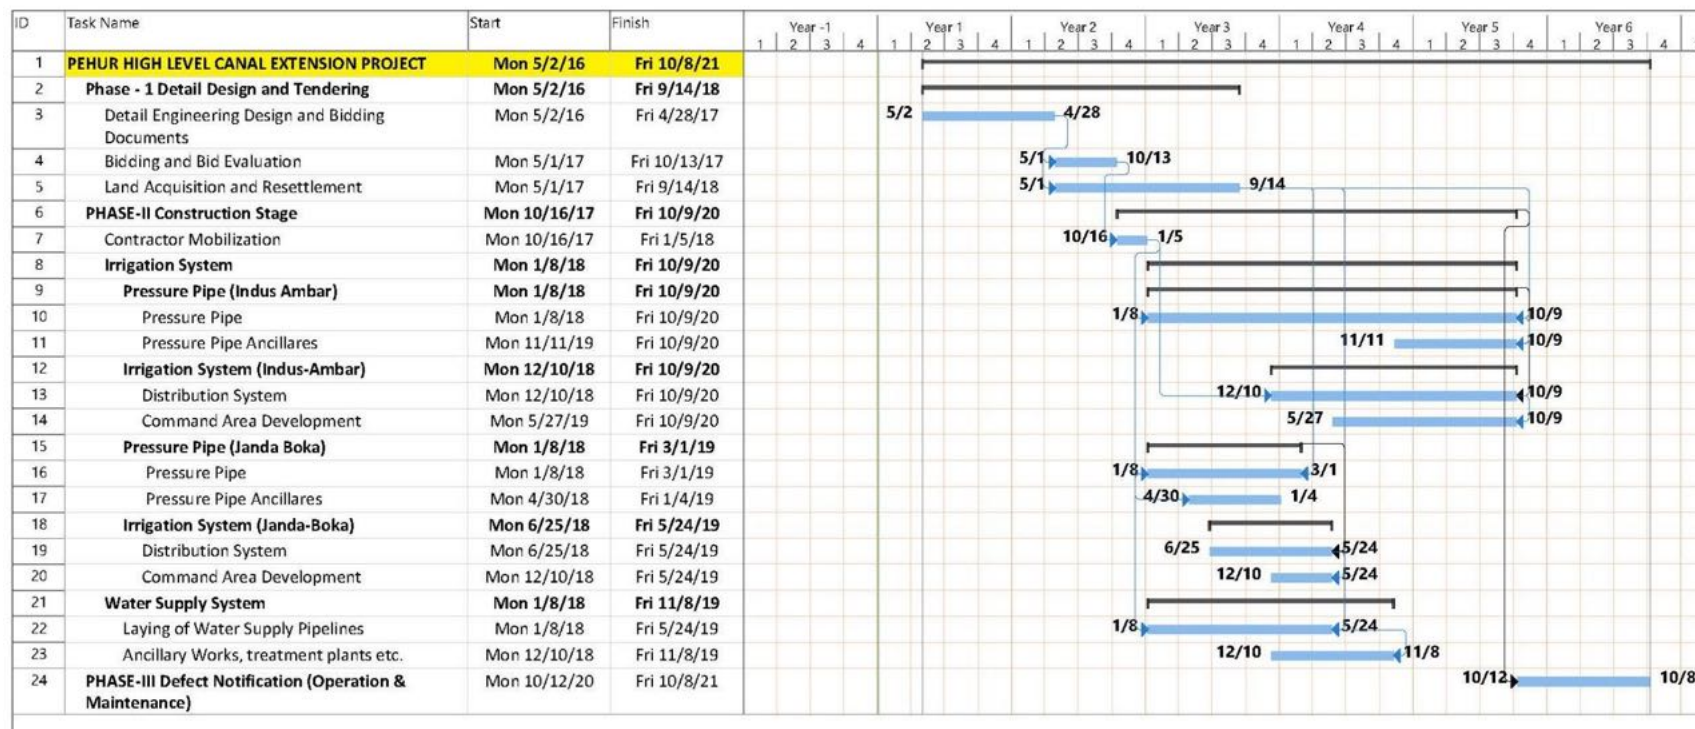 ID Task Name Start Finish Year -1 Year 1 Year 2 Year 3 Year 4 Year 5 Year 6
1 2 3 4 1 2 3 4 1 2 3 4 1 2 3 4 1 2 3 4 1 2 3 4 1 2 3 4
1 PEHUR HIGH LEVEL CANAL EXTENSION PROJECT Mon 5/2/16 Fri 10/8/21
2 Phase - 1 Detail Design and Tendering Mon 5/2/16 Fri 9/14/18
3 Detail Engineering Design and Bidding Mon 5/2/16 Fri 4/28/17 5/2 4/28
Documents
4 Bidding and Bid Evaluation Mon 5/1/17 Fri 10/13/17 5/1 10/13
5 Land Acquisition and Resettlement Mon 5/1/17 Fri 9/14/18 5/1 9/14
6 PHASE-II Construction Stage Mon 10/16/17 Fri 10/9/20
7 Contractor Mobilization Mon 10/16/17 Fri 1/5/18 10/16 1/5
8 Irrigation System Mon 1/8/18 Fri 10/9/20
9 Pressure Pipe (Indus Ambar) Mon 1/8/18 Fri 10/9/20
10 Pressure Pipe Mon 1/8/18 Fri 10/9/20 1/8 10/9
11 Pressure Pipe Ancillares Mon 11/11/19 Fri 10/9/20 11/11 10/9
12 Irrigation System (Indus-Ambar) Mon 12/10/18 Fri 10/9/20
13 Distribution System Mon 12/10/18 Fri 10/9/20 12/10 10/9
14 Command Area Development Mon 5/27/19 Fri 10/9/20 5/27 10/9
15 Pressure Pipe (Janda Boka) Mon 1/8/18 Fri 3/1/19
16 Pressure Pipe Mon 1/8/18 Fri 3/1/19 1/8 3/1
17 Pressure Pipe Ancillares Mon 4/30/18 Fri 1/4/19 4/30 1/4
18 Irrigation System (Janda-Boka) Mon 6/25/18 Fri 5/24/19
19 Distribution System Mon 6/25/18 Fri 5/24/19 6/25 5/24
20 Command Area Development Mon 12/10/18 Fri 5/24/19 12/10 5/24
21 Water Supply System Mon 1/8/18 Fri 11/8/19
22 Laying of Water Supply Pipelines Mon 1/8/18 Fri 5/24/19 1/8 5/24
23 Ancillary Works, treatment plants etc. Mon 12/10/18 Fri 11/8/19 12/10 11/8
24 PHASE-III Defect Notification (Operation & Mon 10/12/20 Fri 10/8/21 10/12 10/8
Maintenance)